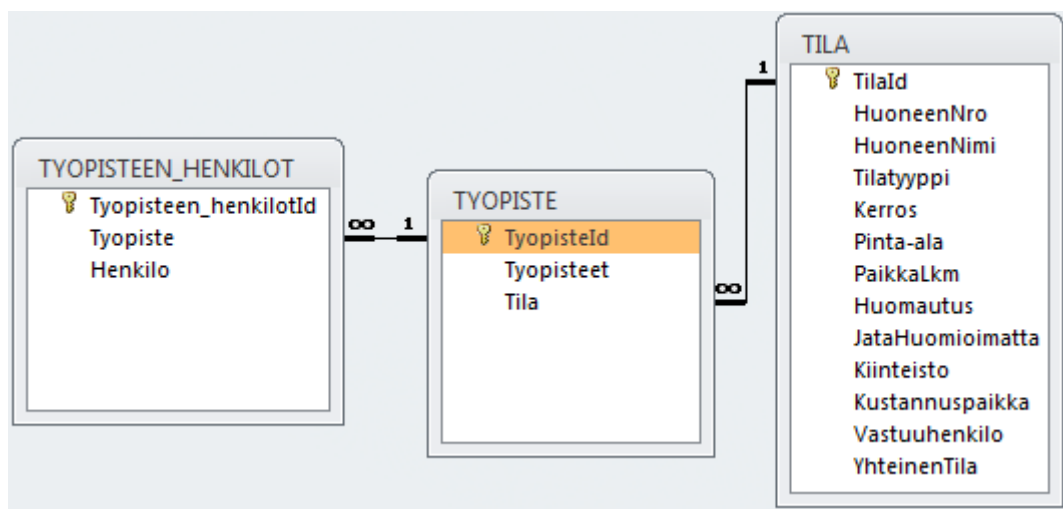 TYOPISTEEN_HENKILOT
Tyopisteen_henkilotId
Tyopiste
Henkilo
∞ 1
TYOPISTE
TyopisteId
Tyopisteet
Tila
∞
1
TILA
TilaId
HuoneenNro
HuoneenNimi
Tilatyyppi
Kerros
Pinta-ala
PaikkaLkm
Huomautus
JataHuomioimatta
Kiinteisto
Kustannuspaikka
Vastuuhenkilo
YhteinenTila